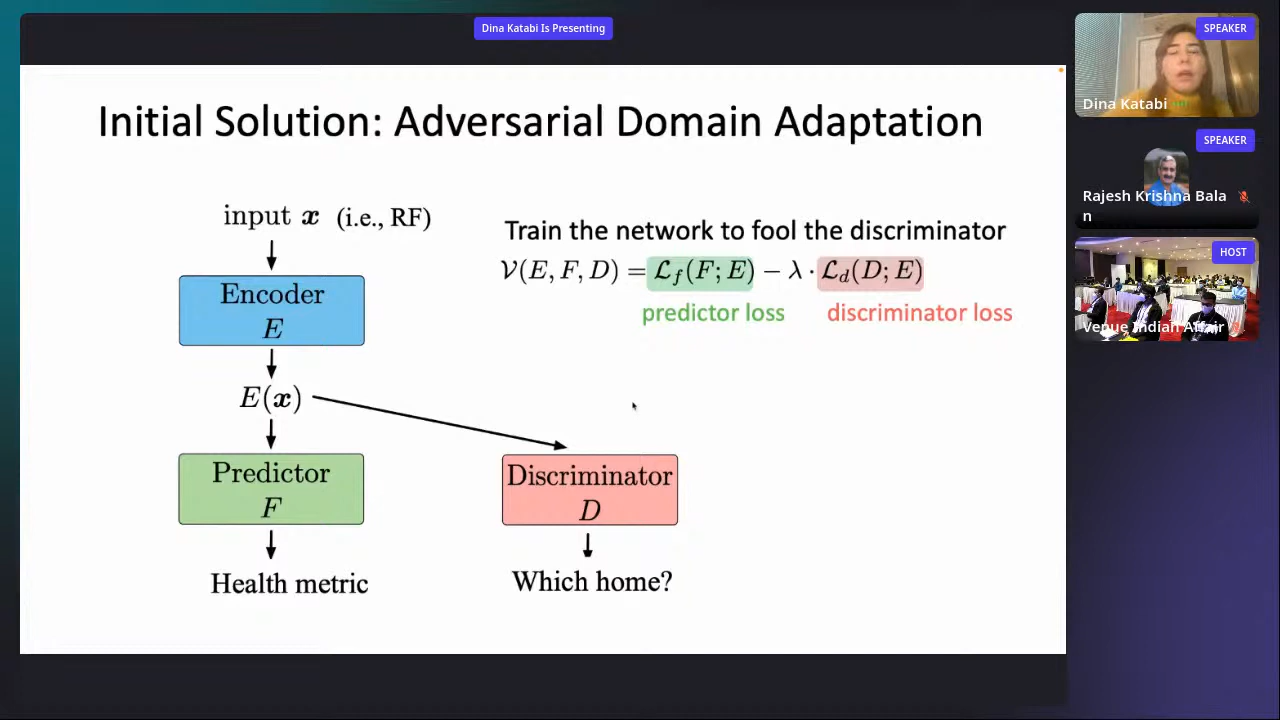 Dina Katabi Is Presenting
SPEAKER
Dina Katabi
SPEAKER
Rajesh Krishna Bala
n
HOST
Venue Indian Affair
Initial Solution: Adversarial Domain Adaptation
input x (i.e., RF)
Train the network to fool the discriminator
V(E, F, D) = L_f(F; E) − λ · L_d(D; E)
predictor loss
discriminator loss
Encoder
E
E(x)
Predictor
F
Discriminator
D
Health metric
Which home?